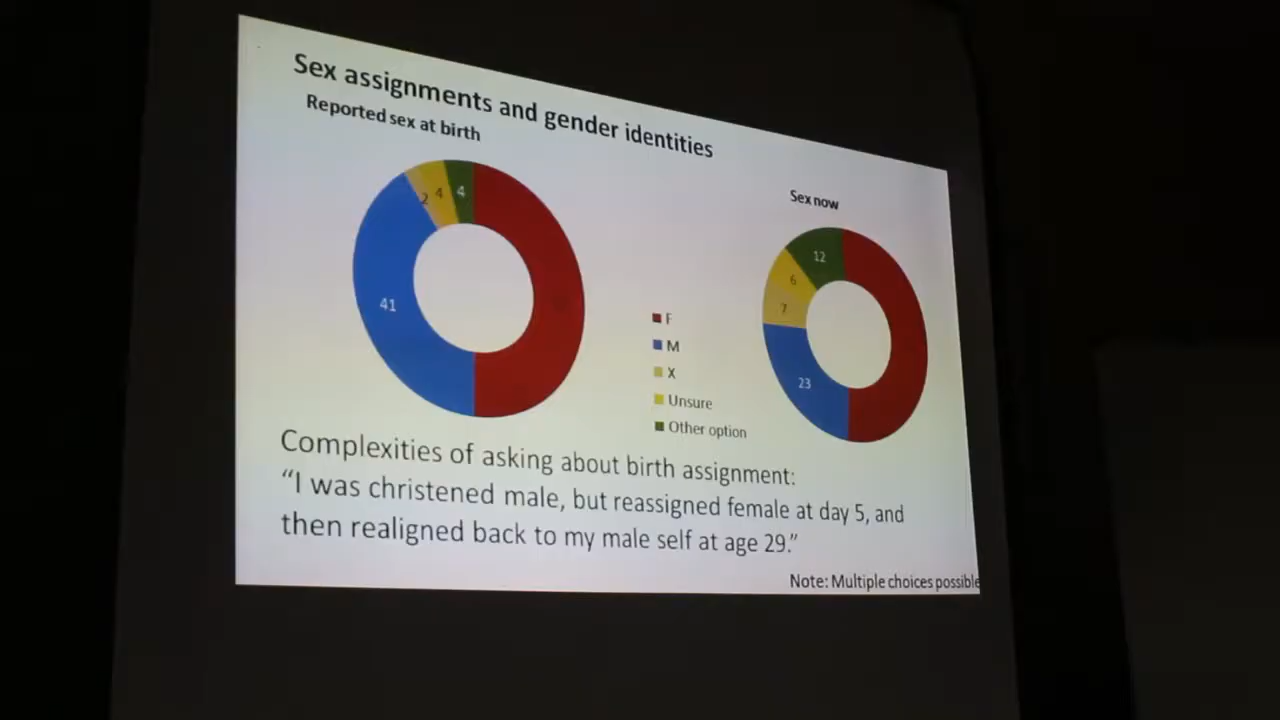 Sex assignments and gender identities
Reported sex at birth
2
4
4
41
Sex now
12
6
7
23
F
M
X
Unsure
Other option
Complexities of asking about birth assignment:
“I was christened male, but reassigned female at day 5, and
then realigned back to my male self at age 29.”
Note: Multiple choices possible